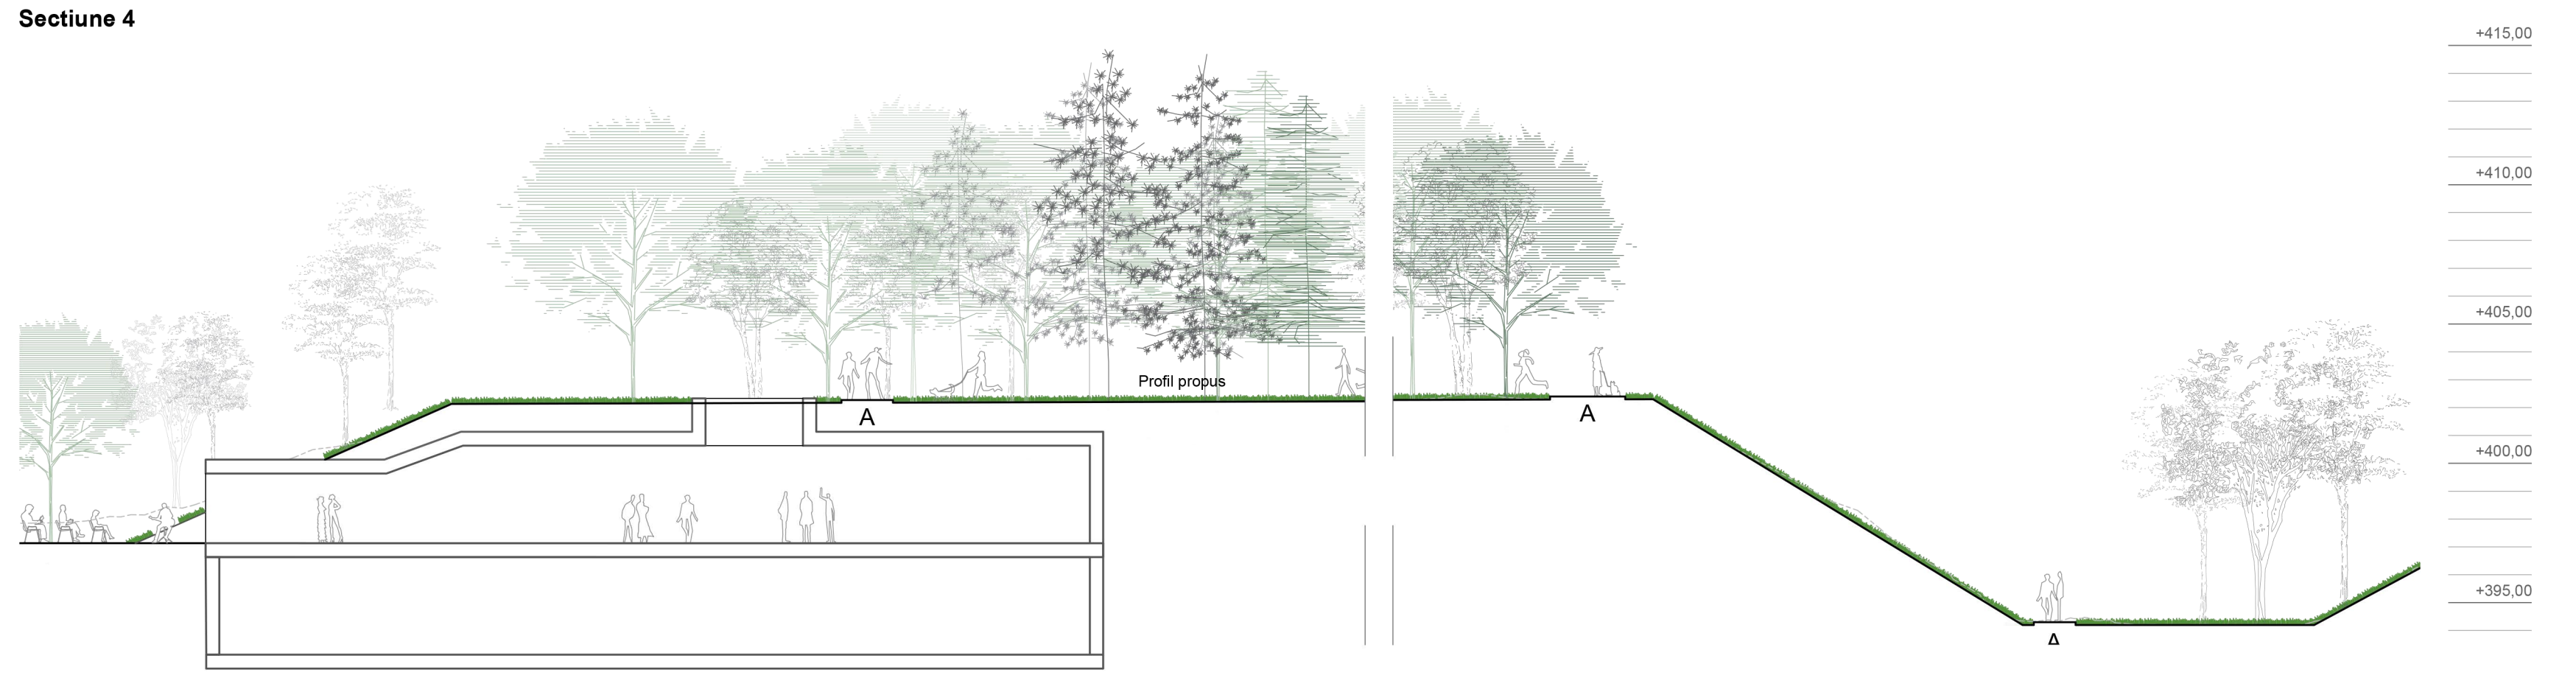 Sectiune 4
+415,00
+410,00
+405,00
Profil propus
A
A
+400,00
+395,00
A